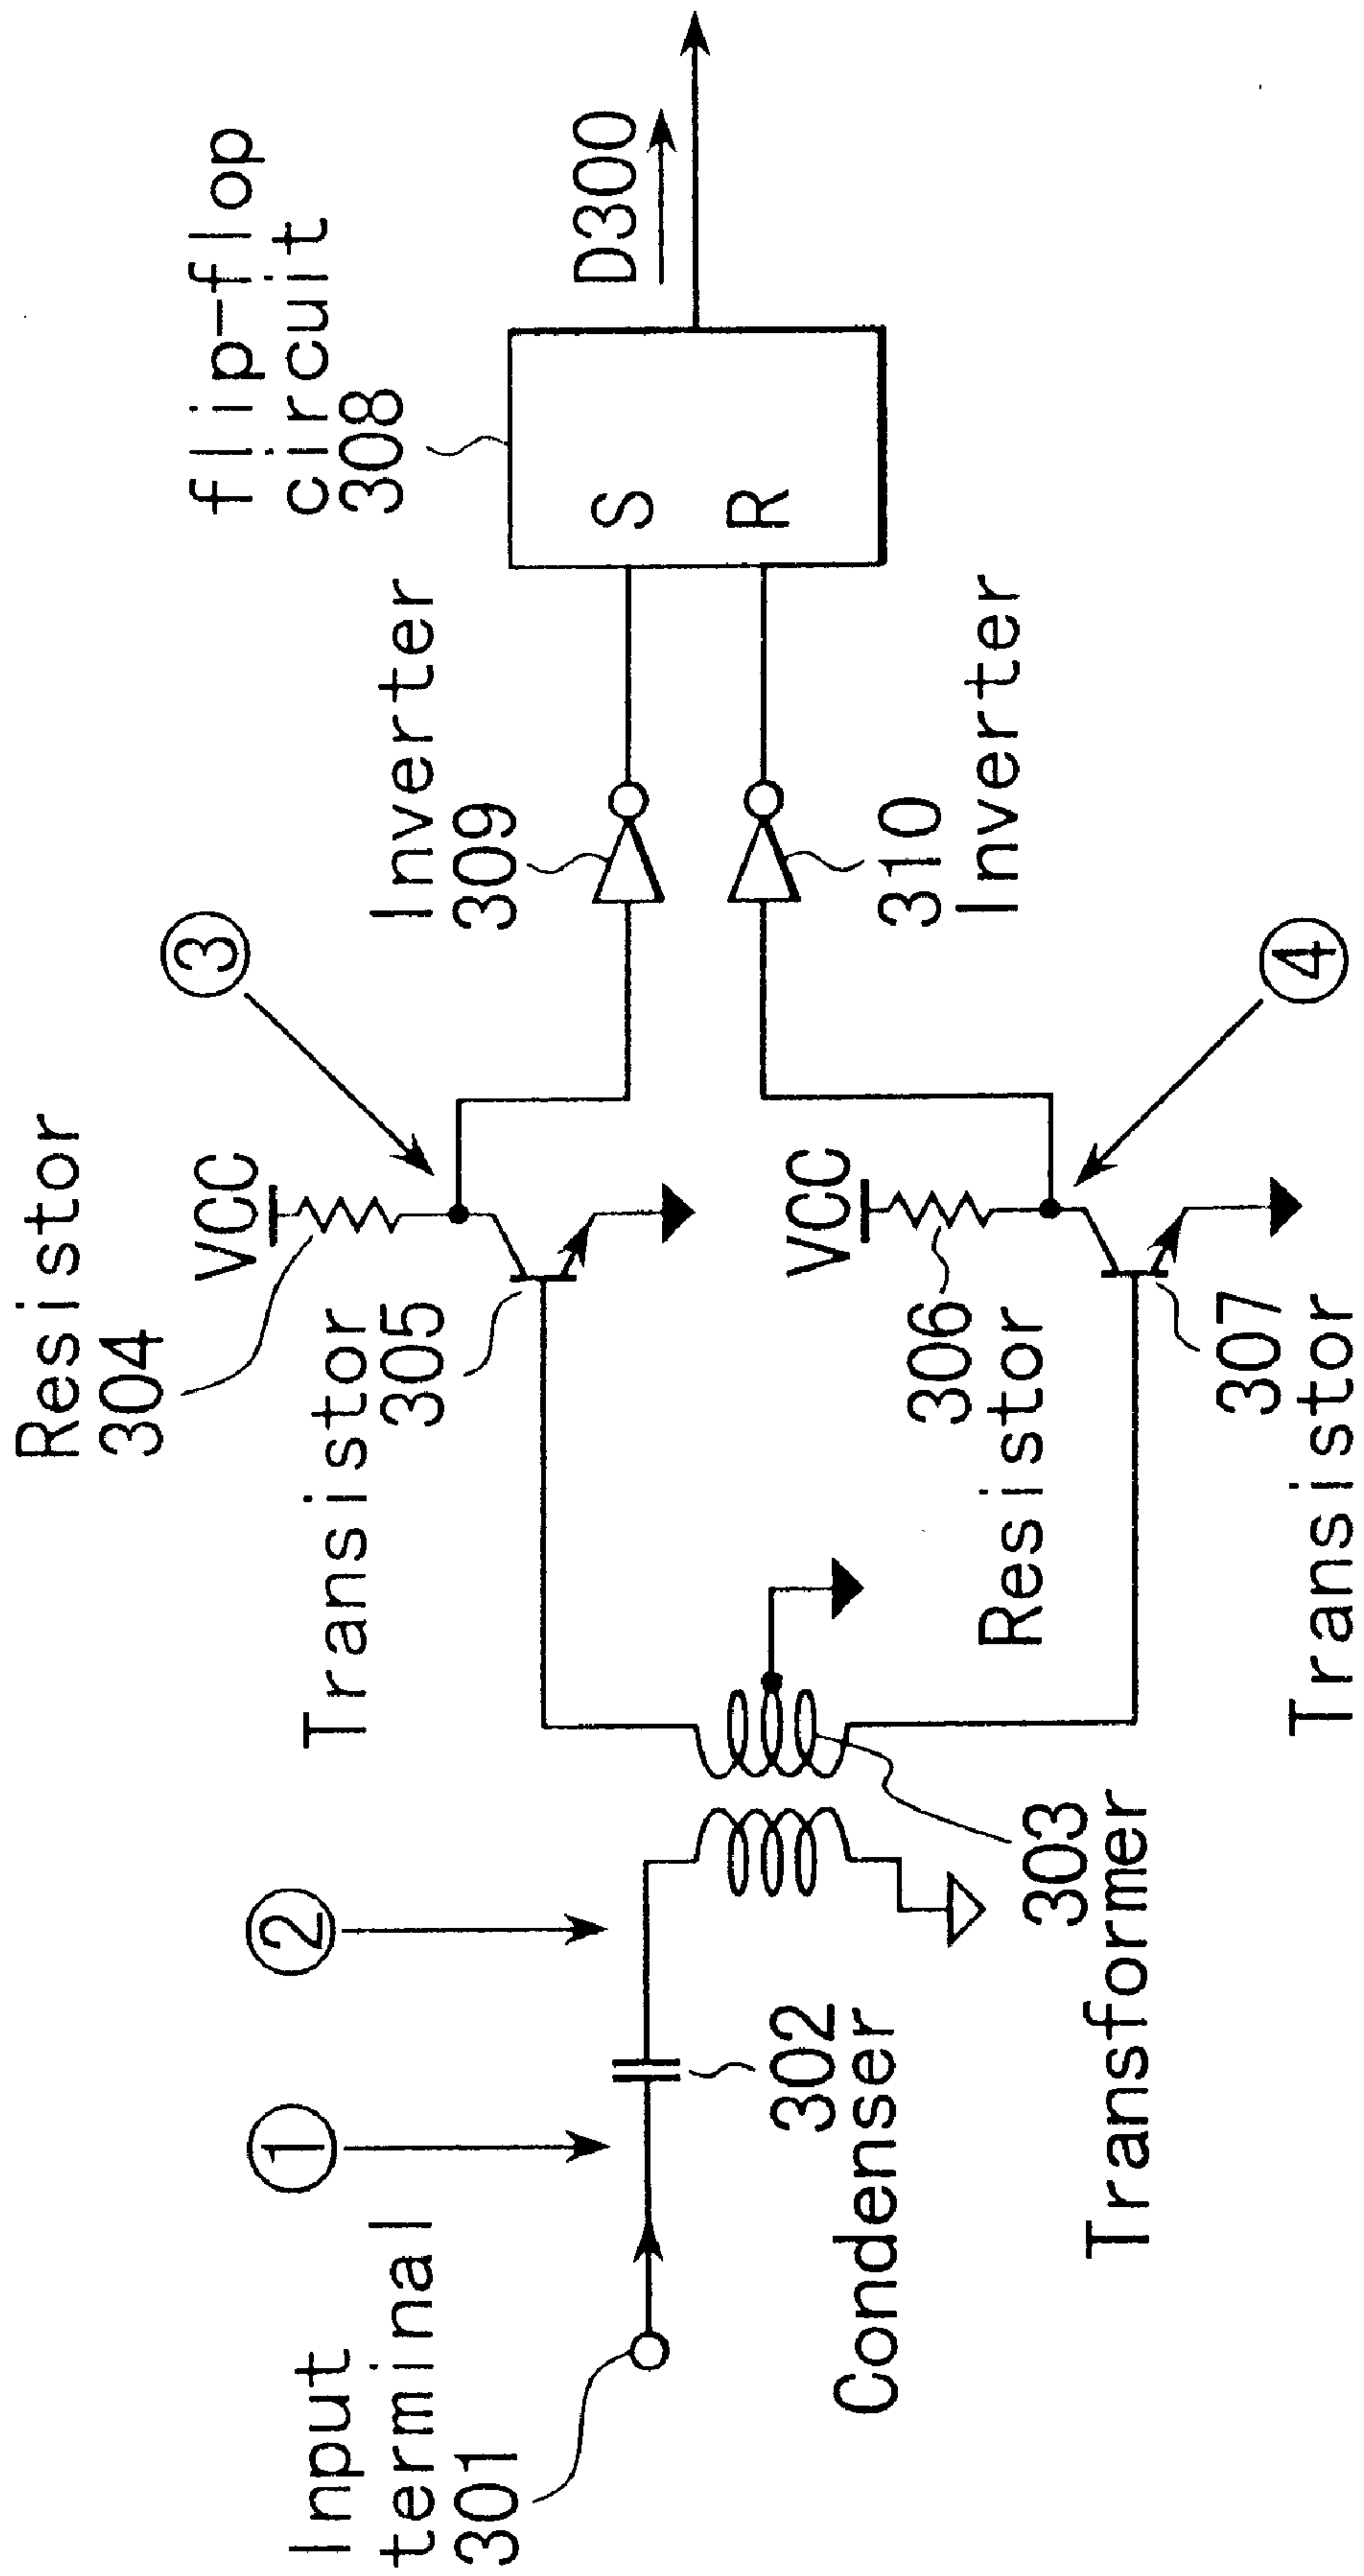 Input
terminal
301
①
②
302
Condenser
303
Transformer
Resistor
304
VCC
Transistor
305
③
VCC
306
Resistor
307
Transistor
④
Inverter
309
310
Inverter
flip-flop
circuit
308
S
R
D300